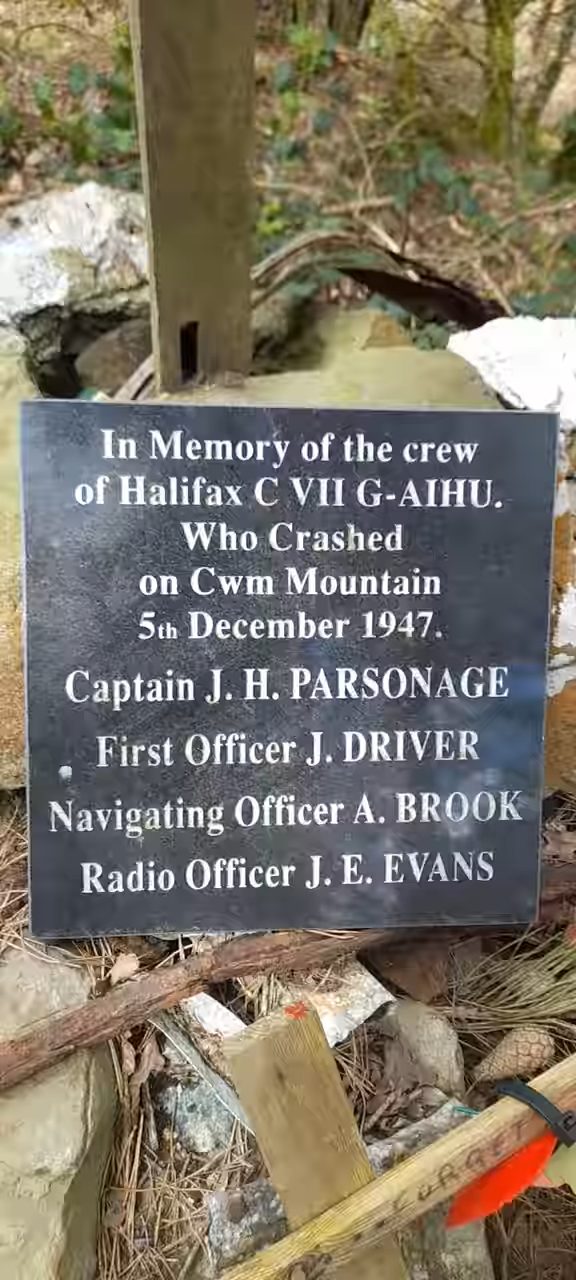 In Memory of the crew
of Halifax C VII G-AIHU.
Who Crashed
on Cwm Mountain
5th December 1947.
Captain J. H. PARSONAGE
First Officer J. DRIVER
Navigating Officer A. BROOK
Radio Officer J. E. EVANS